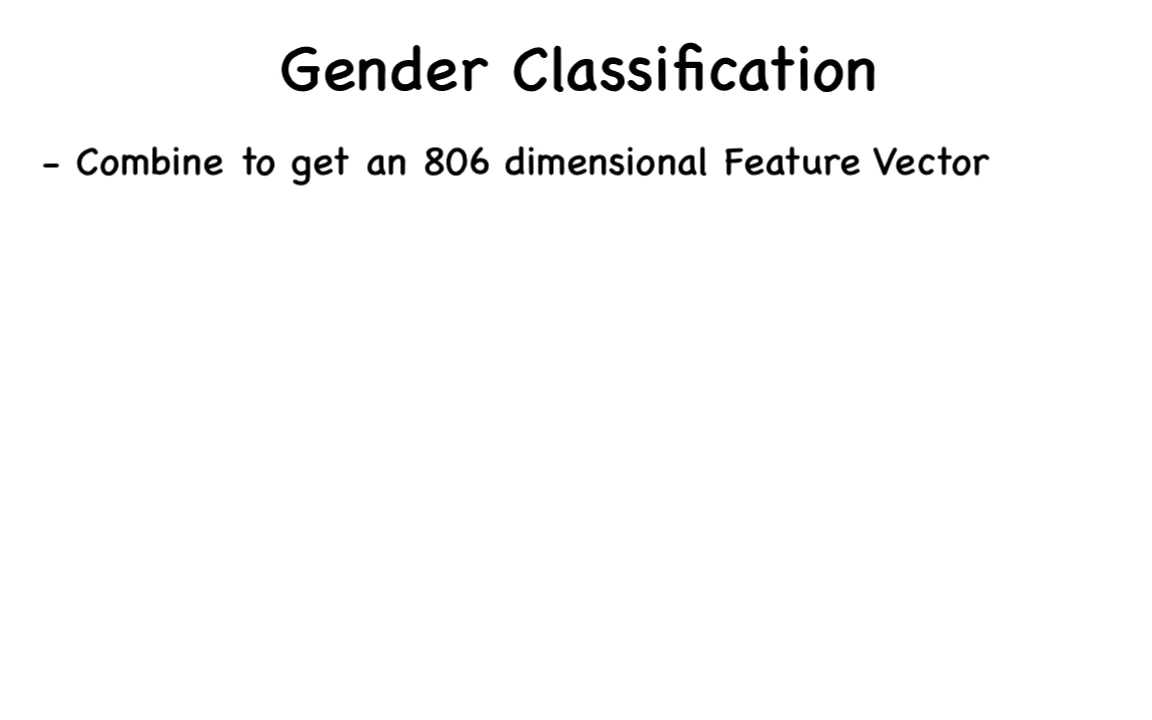 Gender Classification
- Combine to get an 806 dimensional Feature Vector